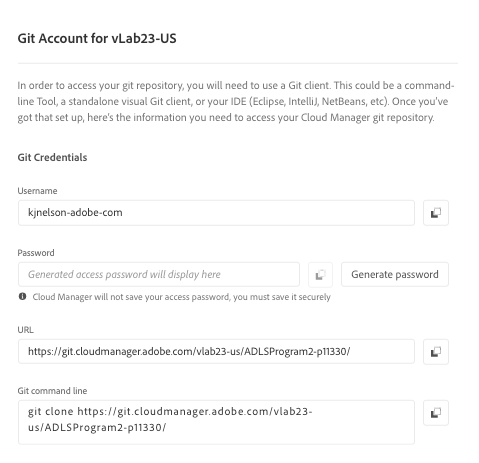 Git Account for vLab23-US
In order to access your git repository, you will need to use a Git client. This could be a command-
line Tool, a standalone visual Git client, or your IDE (Eclipse, IntelliJ, NetBeans, etc). Once you've
got that set up, here's the information you need to access your Cloud Manager git repository.
Git Credentials
Username
kjnelson-adobe-com
Password
Generated access password will display here
Generate password
Cloud Manager will not save your access password, you must save it securely
URL
https://git.cloudmanager.adobe.com/vlab23-us/ADLSProgram2-p11330/
Git command line
git clone https://git.cloudmanager.adobe.com/vlab23-
us/ADLSProgram2-p11330/